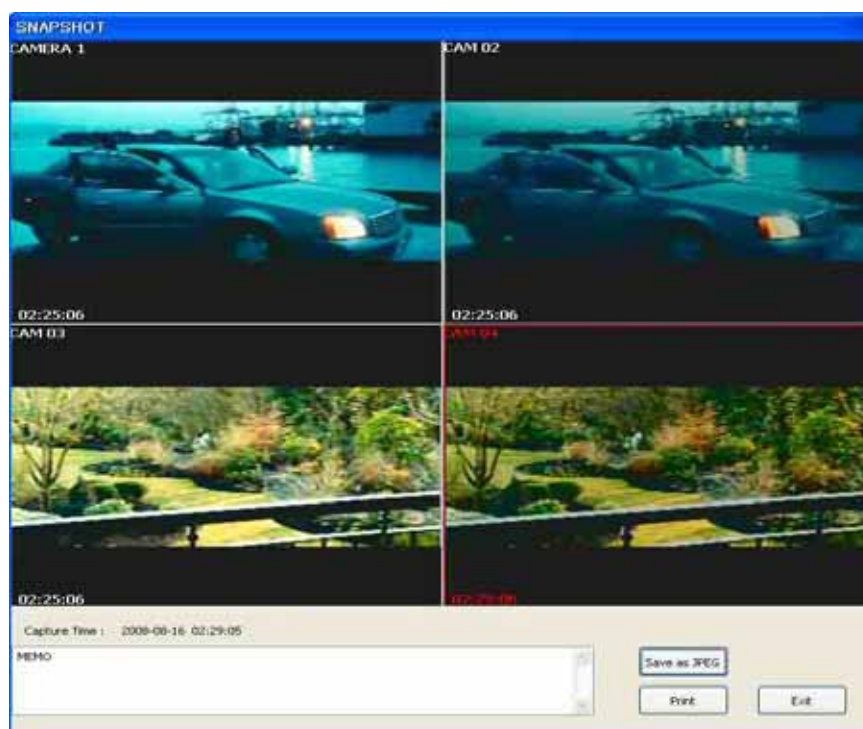 SNAPSHOT
CAMERA 1
CAM 02
02:25:06
02:25:06
CAM 03
CAM 04
02:25:06
Capture Time : 2008-08-16 02:29:05
MEMO
Save as JPEG
Print
Exit